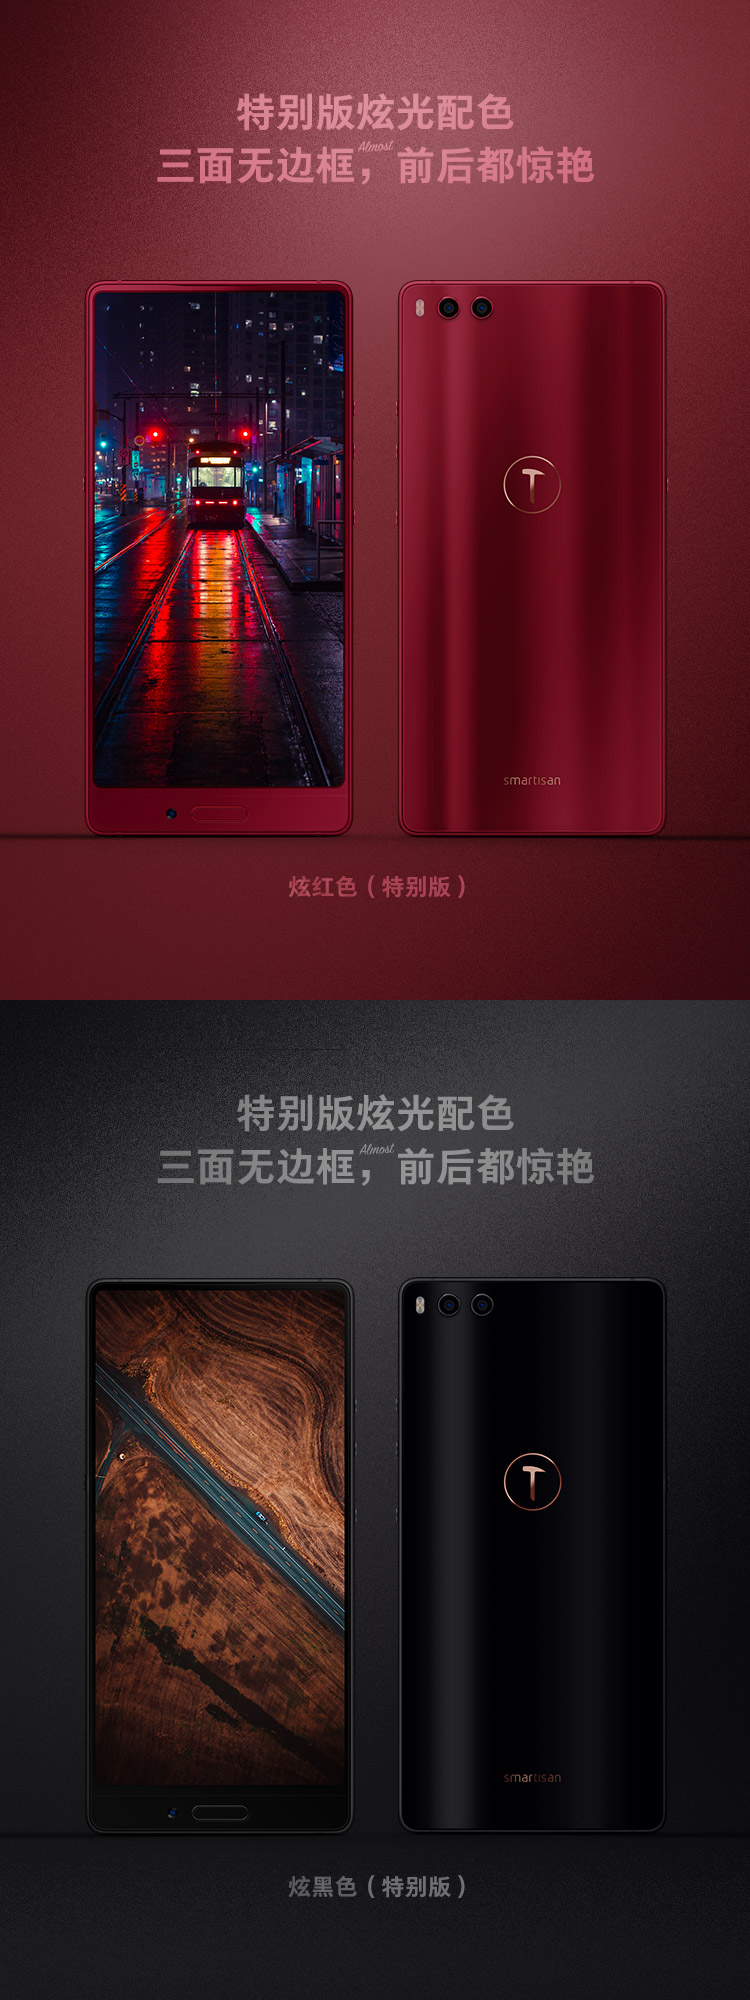 特别版炫光配色
Almost
三面无边框，前后都惊艳
smartisan
炫红色（特别版）
特别版炫光配色
Almost
三面无边框，前后都惊艳
smartisan
炫黑色（特别版）